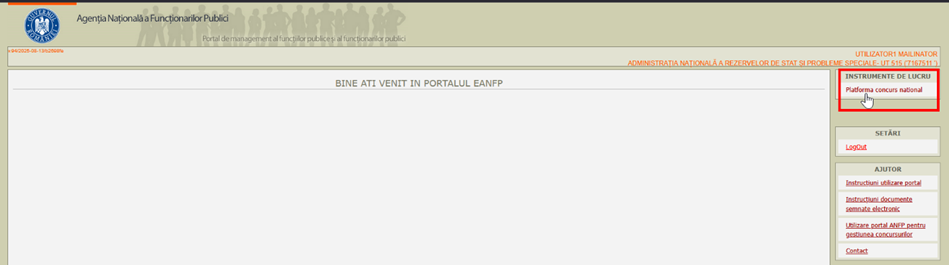 Agenția Națională a Funcționarilor Publici
Portalul de management al funcțiilor publice și al funcționarilor publici
UTILIZATOR1 MAILINATOR
ADMINISTRAȚIA NAȚIONALĂ A REZERVELOR DE STAT ȘI PROBLEME SPECIALE- UT 515 ('7167511 ')
INSTRUMENTE DE LUCRU
Platforma concurs national
BINE ATI VENIT IN PORTALUL EANFP
SETĂRI
LogOut
AJUTOR
Instructiuni utilizare portal
Instructiuni documente
semnate electronic
Utilizare portal ANFP pentru
gestiunea concursurilor
Contact